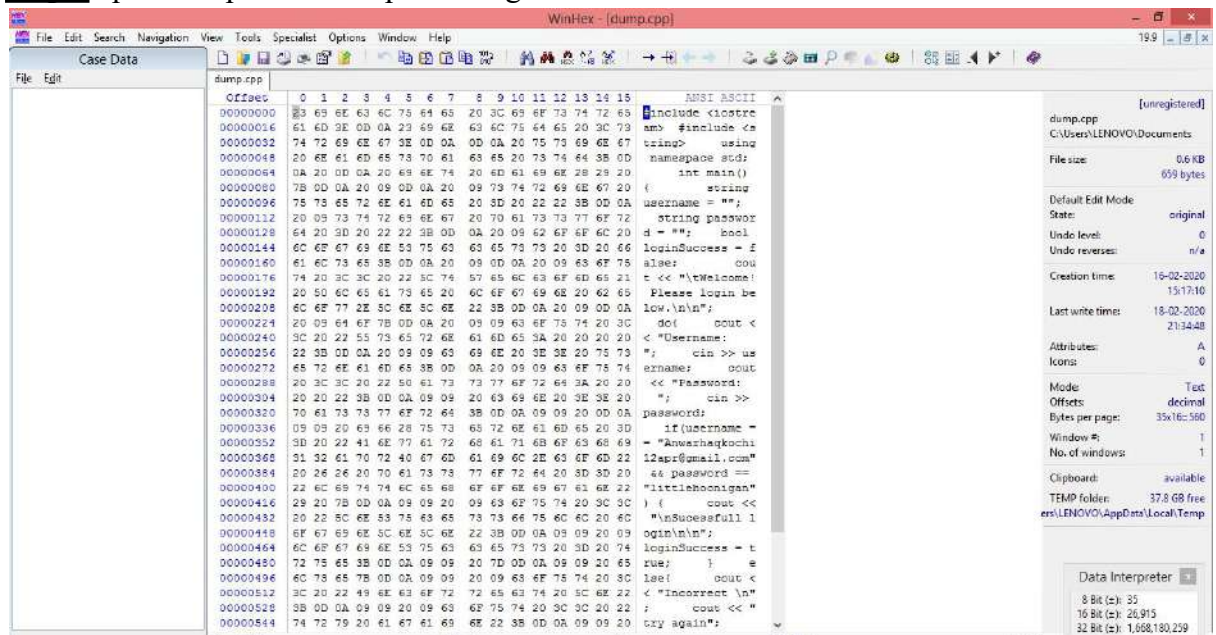 WinHex - [dump.cpp]
File Edit Search Navigation View Tools Specialist Options Window Help
19.9
Case Data
File Edit
dump.cpp
Offset 0 1 2 3 4 5 6 7 8 9 10 11 12 13 14 15 ANSI ASCII
00000000 23 69 6E 63 6C 75 64 65 20 3C 69 6F 73 74 72 65 #include <iostre
00000016 61 6D 3E 0D 0A 23 69 6E 63 6C 75 64 65 20 3C 73 am> #include <s
00000032 74 72 69 6E 67 3E 0D 0A 0D 0A 20 75 73 69 6E 67 tring> using
00000048 20 6E 61 6D 65 73 70 61 63 65 20 73 74 64 3B 0D namespace std;
00000064 0A 20 0D 0A 20 69 6E 74 20 6D 61 69 6E 28 29 20 int main()
00000080 7B 0D 0A 20 09 0D 0A 20 09 73 74 72 69 6E 67 20 { string
00000096 75 73 65 72 6E 61 6D 65 20 3D 20 22 22 3B 0D 0A username = "";
00000112 20 09 73 74 72 69 6E 67 20 70 61 73 73 77 6F 72 string passwor
00000128 64 20 3D 20 22 22 3B 0D 0A 20 09 62 6F 6F 6C 20 d = ""; bool
00000144 6C 6F 67 69 6E 53 75 63 63 65 73 73 20 3D 20 66 loginSuccess = f
00000160 61 6C 73 65 3B 0D 0A 20 09 0D 0A 20 09 63 6F 75 alse; cou
00000176 74 20 3C 3C 20 22 5C 74 57 65 6C 63 6F 6D 65 21 t << "\tWelcome!
00000192 20 50 6C 65 61 73 65 20 6C 6F 67 69 6E 20 62 65 Please login be
00000208 6C 6F 77 2E 5C 6E 5C 6E 22 3B 0D 0A 20 09 0D 0A low.\n\n";
00000224 20 09 64 6F 7B 0D 0A 20 09 09 63 6F 75 74 20 3C do{ cout <
00000240 3C 20 22 55 73 65 72 6E 61 6D 65 3A 20 20 20 20 < "Username:
00000256 22 3B 0D 0A 20 09 09 63 69 6E 20 3E 3E 20 75 73 "; cin >> us
00000272 65 72 6E 61 6D 65 3B 0D 0A 20 09 09 63 6F 75 74 ername; cout
00000288 20 3C 3C 20 22 50 61 73 73 77 6F 72 64 3A 20 20 << "Password:
00000304 20 20 22 3B 0D 0A 09 09 20 63 69 6E 20 3E 3E 20 "; cin >>
00000320 70 61 73 73 77 6F 72 64 3B 0D 0A 09 09 20 0D 0A password;
00000336 09 09 20 69 66 28 75 73 65 72 6E 61 6D 65 20 3D if(username =
00000352 3D 20 22 41 6E 77 61 72 68 61 71 6B 6F 63 68 69 = "Anwarhaqkochi
00000368 31 32 61 70 72 40 67 6D 61 69 6C 2E 63 6F 6D 22 12apr@gmail.com"
00000384 20 26 26 20 70 61 73 73 77 6F 72 64 20 3D 3D 20 && password ==
00000400 22 6C 69 74 74 6C 65 68 6F 6F 6E 69 67 61 6E 22 "littlehoonigan"
00000416 29 20 7B 0D 0A 09 09 20 09 63 6F 75 74 20 3C 3C ) { cout <<
00000432 20 22 5C 6E 53 75 63 65 73 73 66 75 6C 6C 20 6C "\nSucessfull l
00000448 6F 67 69 6E 5C 6E 5C 6E 22 3B 0D 0A 09 09 20 09 ogin\n\n";
00000464 6C 6F 67 69 6E 53 75 63 63 65 73 73 20 3D 20 74 loginSuccess = t
00000480 72 75 65 3B 0D 0A 09 09 20 7D 0D 0A 09 09 20 65 rue; } e
00000496 6C 73 65 7B 0D 0A 09 09 20 09 63 6F 75 74 20 3C lse{ cout <
00000512 3C 20 22 49 6E 63 6F 72 72 65 63 74 20 5C 6E 22 < "Incorrect \n"
00000528 3B 0D 0A 09 09 20 09 63 6F 75 74 20 3C 3C 20 22 ; cout << "
00000544 74 72 79 20 61 67 61 69 6E 22 3B 0D 0A 09 09 20 try again";
[unregistered]
dump.cpp
C:\Users\LENOVO\Documents
File size: 0.6 KB
659 bytes
Default Edit Mode
State: original
Undo level: 0
Undo reverses: n/a
Creation time: 16-02-2020
15:17:10
Last write time: 18-02-2020
21:34:48
Attributes: A
Icons: 0
Mode: Text
Offsets: decimal
Bytes per page: 35x16=560
Window #: 1
No. of windows: 1
Clipboard: available
TEMP folder: 37.8 GB free
ers\LENOVO\AppData\Local\Temp
Data Interpreter
8 Bit (±): 35
16 Bit (±): 26,915
32 Bit (±): 1,668,180,259